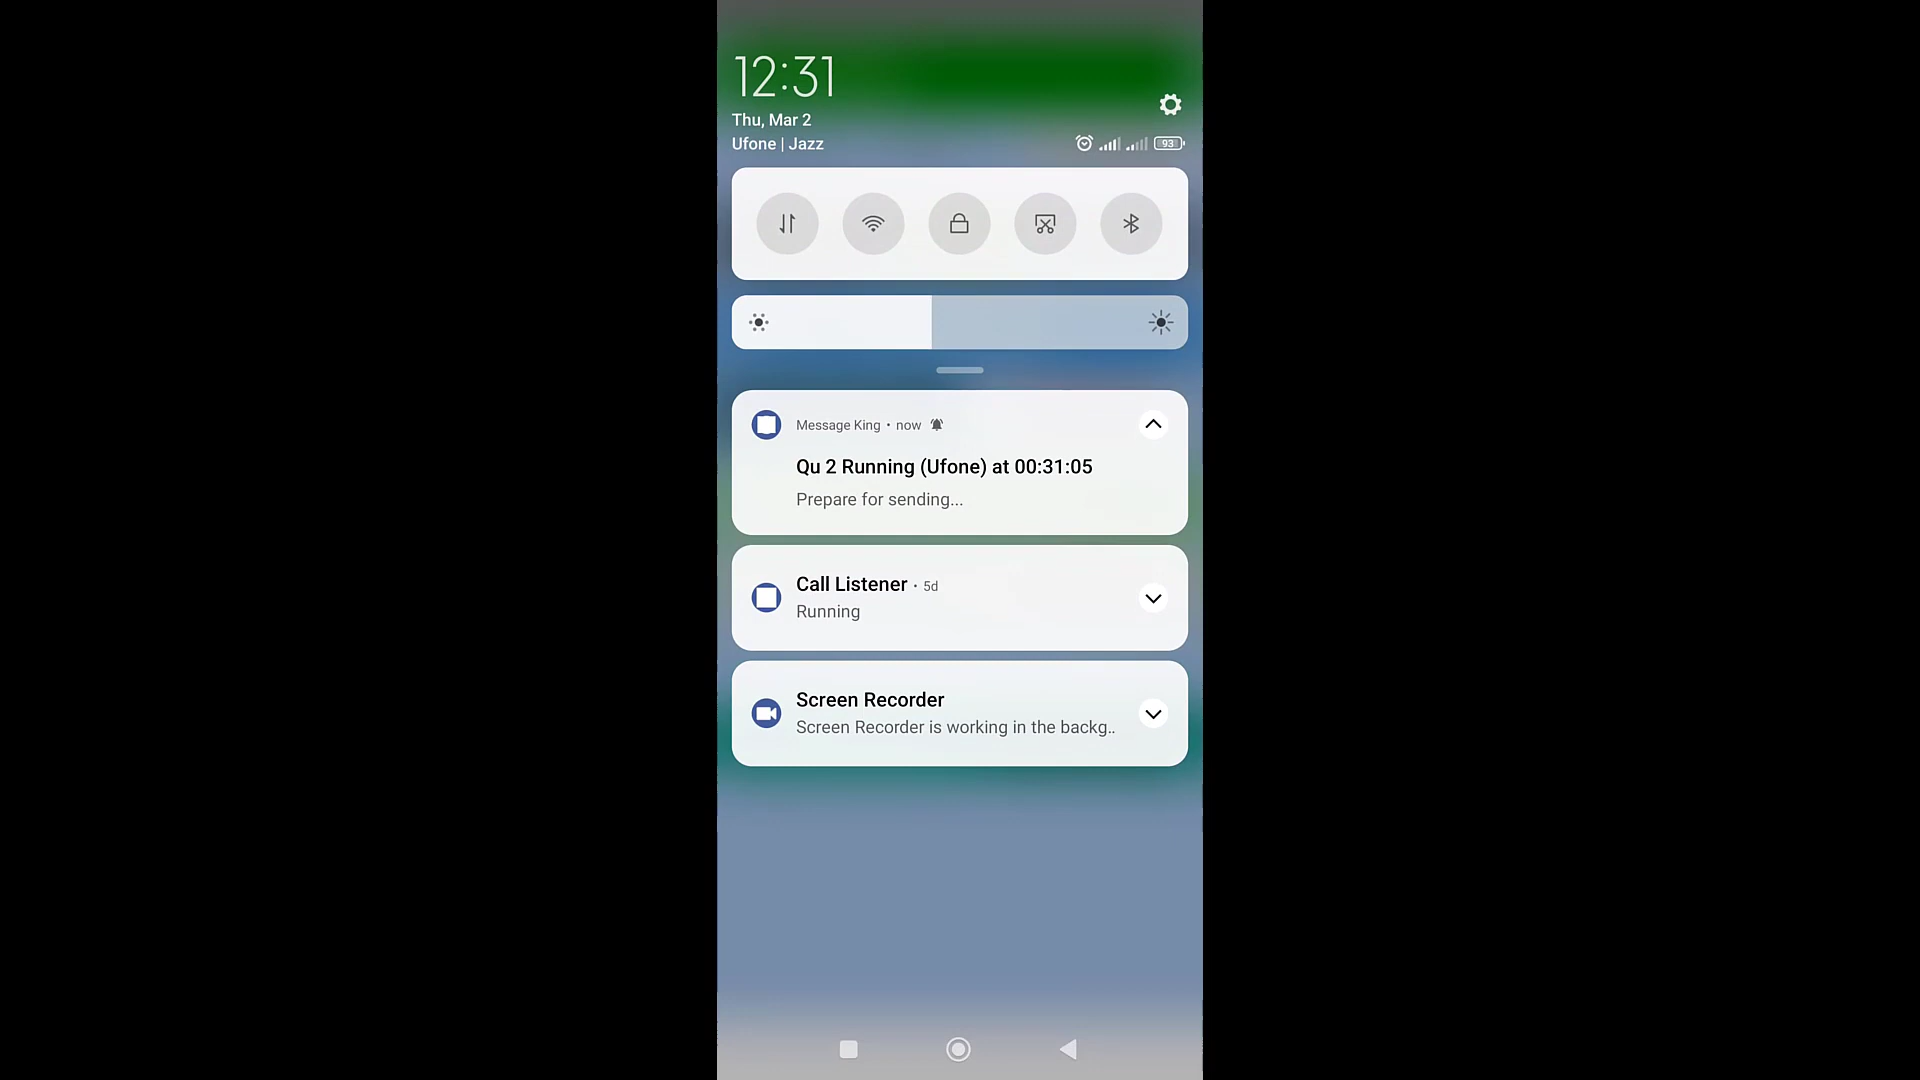 12:31
Thu, Mar 2
Ufone | Jazz
93
Message King • now
Qu 2 Running (Ufone) at 00:31:05
Prepare for sending...
Call Listener · 5d
Running
Screen Recorder
Screen Recorder is working in the backg..